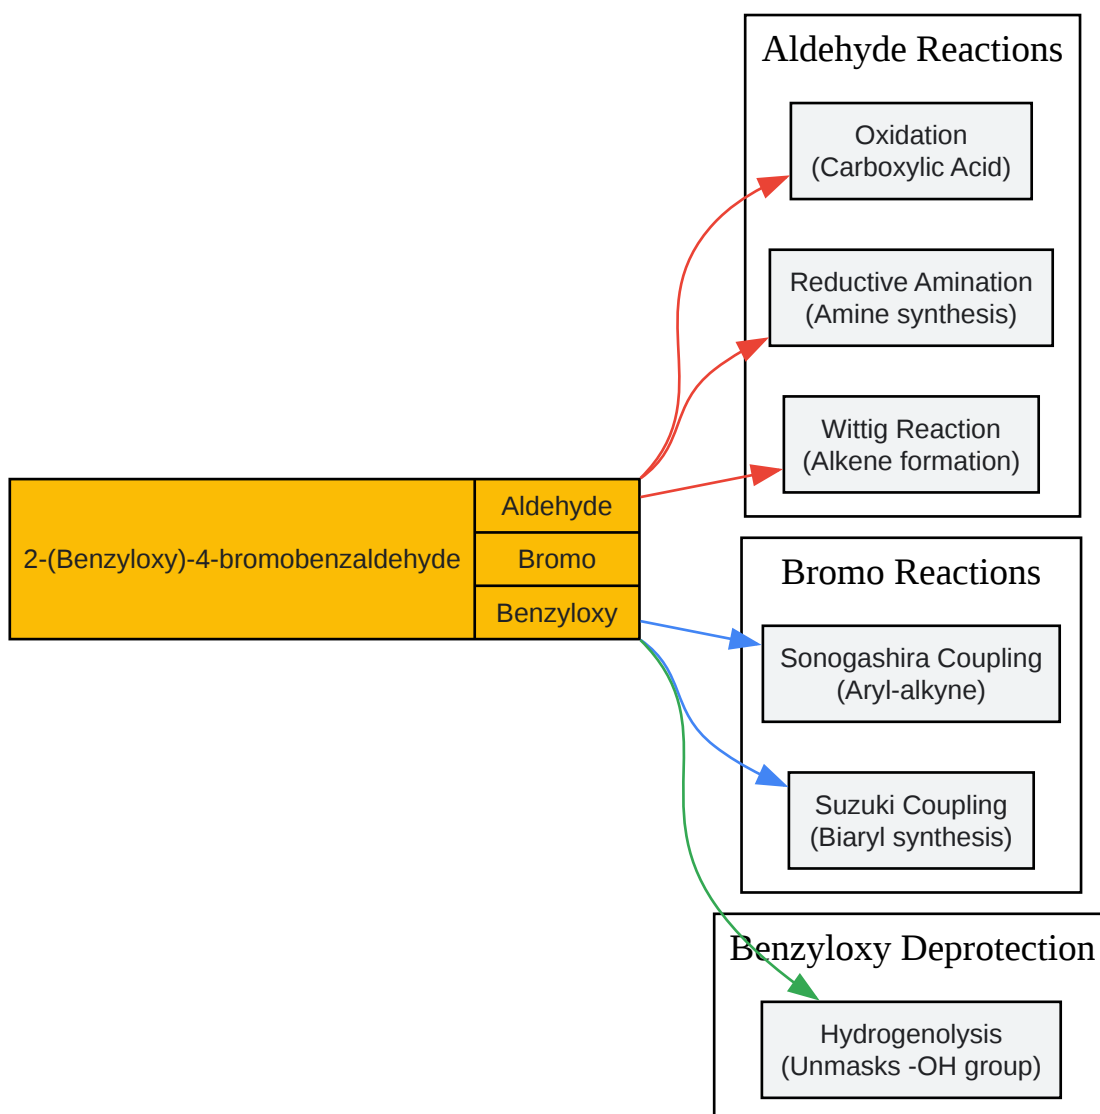 Aldehyde Reactions
Oxidation
(Carboxylic Acid)
Reductive Amination
(Amine synthesis)
Wittig Reaction
(Alkene formation)
2-(Benzyloxy)-4-bromobenzaldehyde
Aldehyde
Bromo
Benzyloxy
Bromo Reactions
Sonogashira Coupling
(Aryl-alkyne)
Suzuki Coupling
(Biaryl synthesis)
Benzyloxy Deprotection
Hydrogenolysis
(Unmasks -OH group)